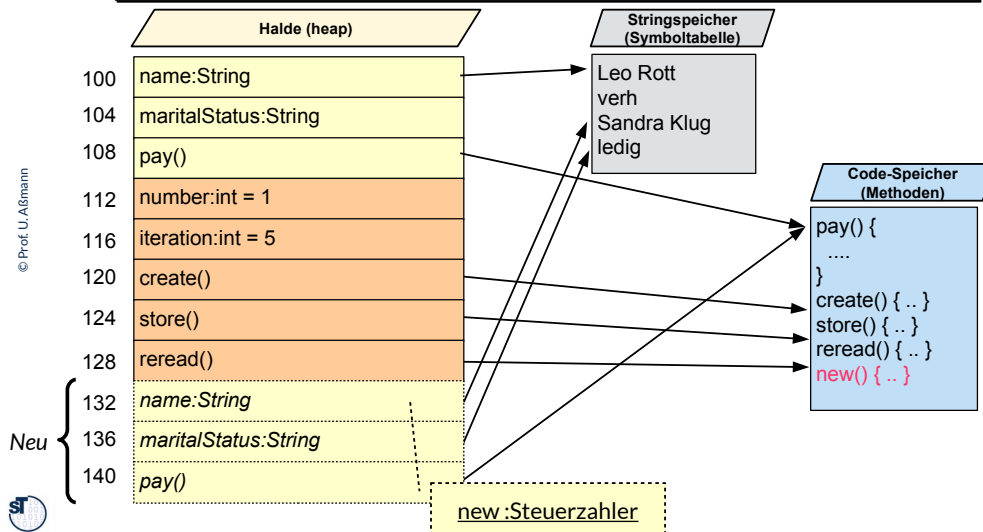 Halde (heap)
Stringspeicher
(Symboltabelle)
100 name:String
104 maritalStatus:String
108 pay()
112 number:int = 1
116 iteration:int = 5
120 create()
124 store()
128 reread()
132 name:String
136 maritalStatus:String
140 pay()
Neu
Leo Rott
verh
Sandra Klug
ledig
Code-Speicher
(Methoden)
pay() {
....
}
create() { .. }
store() { .. }
reread() { .. }
new() { .. }
new :Steuerzahler
© Prof. U. Aßmann
ST